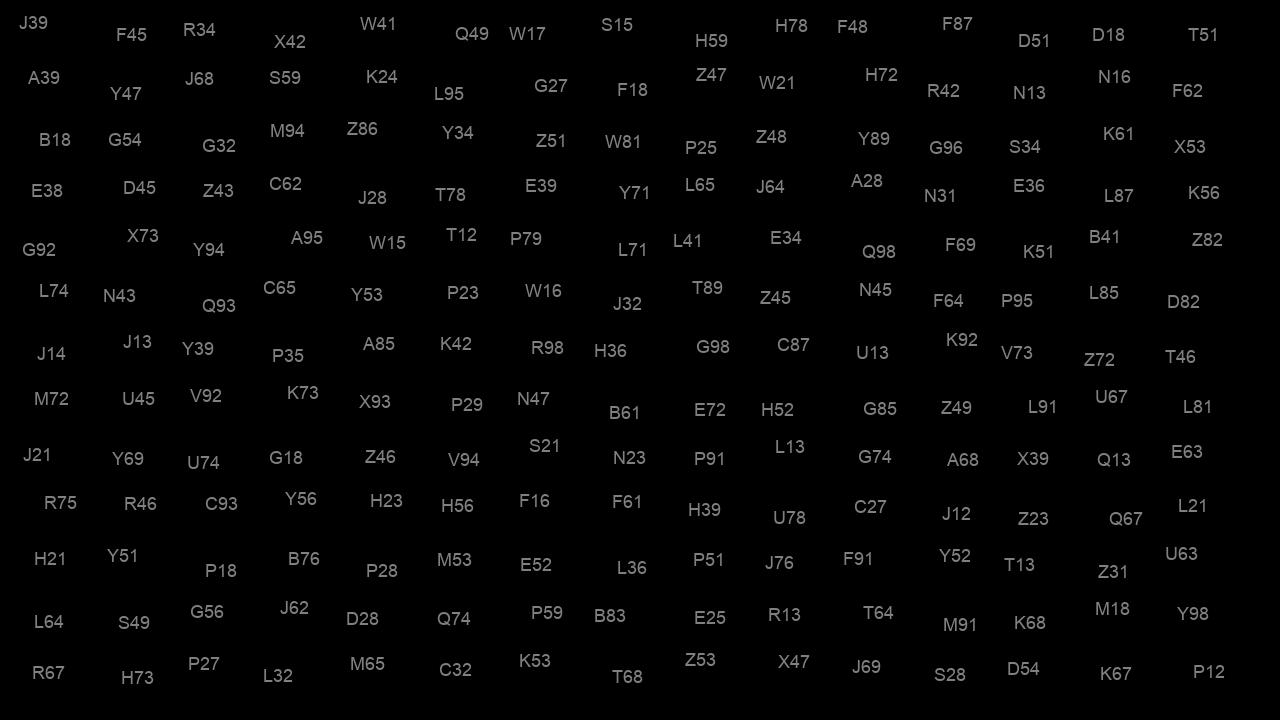 J39 F45 R34 X42 W41 Q49 W17 S15 H59 H78 F48 F87 D51 D18 T51
A39 Y47 J68 S59 K24 L95 G27 F18 Z47 W21 H72 R42 N13 N16 F62
B18 G54 G32 M94 Z86 Y34 Z51 W81 P25 Z48 Y89 G96 S34 K61 X53
E38 D45 Z43 C62 J28 T78 E39 Y71 L65 J64 A28 N31 E36 L87 K56
G92 X73 Y94 A95 W15 T12 P79 L71 L41 E34 Q98 F69 K51 B41 Z82
L74 N43 Q93 C65 Y53 P23 W16 J32 T89 Z45 N45 F64 P95 L85 D82
J14 J13 Y39 P35 A85 K42 R98 H36 G98 C87 U13 K92 V73 Z72 T46
M72 U45 V92 K73 X93 P29 N47 B61 E72 H52 G85 Z49 L91 U67 L81
J21 Y69 U74 G18 Z46 V94 S21 N23 P91 L13 G74 A68 X39 Q13 E63
R75 R46 C93 Y56 H23 H56 F16 F61 H39 U78 C27 J12 Z23 Q67 L21
H21 Y51 P18 B76 P28 M53 E52 L36 P51 J76 F91 Y52 T13 Z31 U63
L64 S49 G56 J62 D28 Q74 P59 B83 E25 R13 T64 M91 K68 M18 Y98
R67 H73 P27 L32 M65 C32 K53 T68 Z53 X47 J69 S28 D54 K67 P12